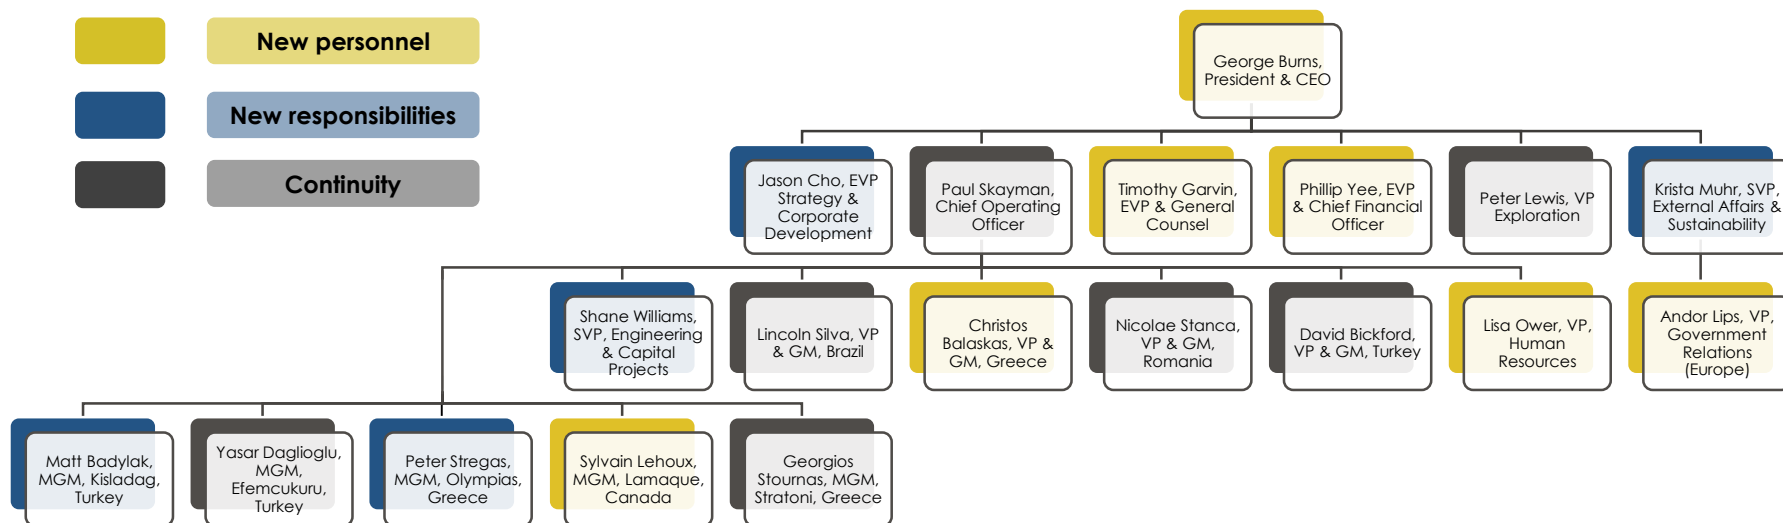 New personnel
New responsibilities
Continuity
George Burns,
President & CEO
Jason Cho, EVP
Strategy &
Corporate
Development
Paul Skayman,
Chief Operating
Officer
Timothy Garvin,
EVP & General
Counsel
Phillip Yee, EVP
& Chief Financial
Officer
Peter Lewis, VP
Exploration
Krista Muhr, SVP,
External Affairs &
Sustainability
Shane Williams,
SVP, Engineering
& Capital
Projects
Lincoln Silva, VP
& GM, Brazil
Christos
Balaskas, VP &
GM, Greece
Nicolae Stanca,
VP & GM,
Romania
David Bickford,
VP & GM, Turkey
Lisa Ower, VP,
Human
Resources
Andor Lips, VP,
Government
Relations
(Europe)
Matt Badylak,
MGM, Kisladag,
Turkey
Yasar Daglioglu,
MGM,
Efemcukuru,
Turkey
Peter Stregas,
MGM, Olympias,
Greece
Sylvain Lehoux,
MGM, Lamaque,
Canada
Georgios
Stournas, MGM,
Stratoni, Greece